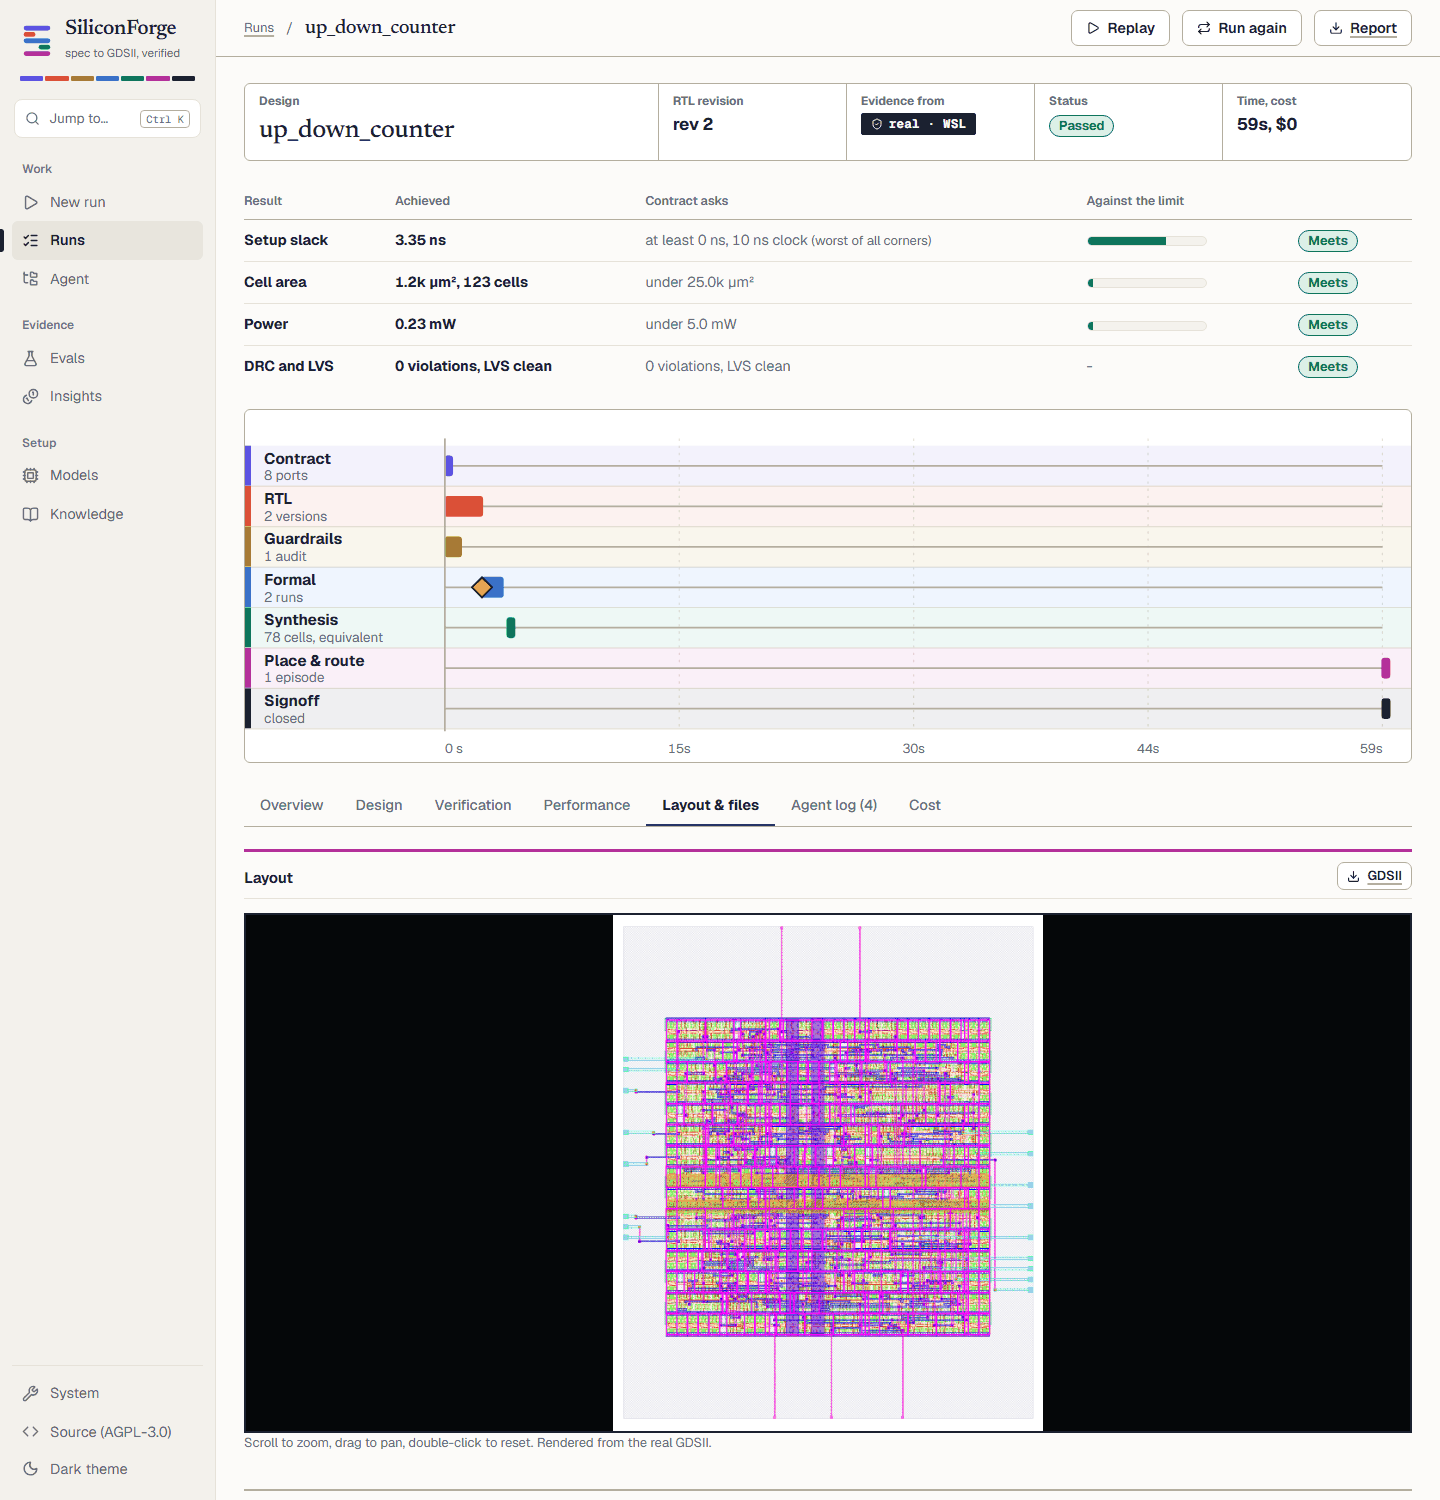 SiliconForge
spec to GDSII, verified
Jump to...
Ctrl K
Work
New run
Runs
Agent
Evidence
Evals
Insights
Setup
Models
Knowledge
System
Source (AGPL-3.0)
Dark theme
Runs / up_down_counter
Replay
Run again
Report
Design
up_down_counter
RTL revision
rev 2
Evidence from
real · WSL
Status
Passed
Time, cost
59s, $0
Result Achieved Contract asks Against the limit
Setup slack 3.35 ns at least 0 ns, 10 ns clock (worst of all corners) Meets
Cell area 1.2k µm², 123 cells under 25.0k µm² Meets
Power 0.23 mW under 5.0 mW Meets
DRC and LVS 0 violations, LVS clean 0 violations, LVS clean - Meets
Contract
8 ports
RTL
2 versions
Guardrails
1 audit
Formal
2 runs
Synthesis
78 cells, equivalent
Place & route
1 episode
Signoff
closed
0 s 15s 30s 44s 59s
Overview Design Verification Performance Layout & files Agent log (4) Cost
Layout
GDSII
Scroll to zoom, drag to pan, double-click to reset. Rendered from the real GDSII.